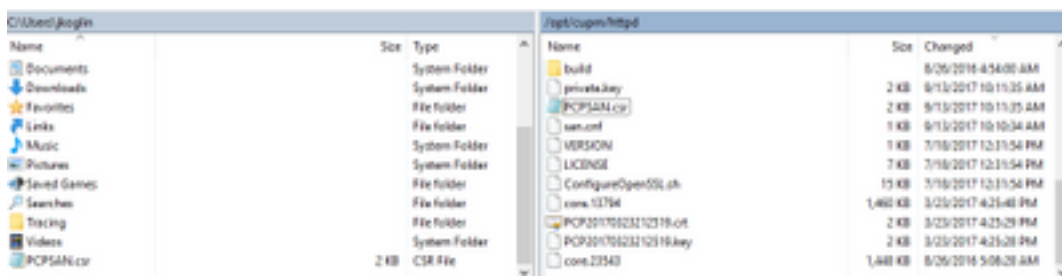 C:\Users\jkoglin
Name Size Type
Documents System Folder
Downloads System Folder
Favorites File folder
Links File folder
Music System Folder
Pictures System Folder
Saved Games File folder
Searches File folder
Tracing File folder
Videos System Folder
PCPSAN.csr 2 KB CSR File
/opt/cupm/httpd
Name Size Changed
build 8/26/2016 4:54:00 AM
private.key 2 KB 9/13/2017 10:11:35 AM
PCPSAN.csr 2 KB 9/13/2017 10:11:35 AM
san.cnf 1 KB 9/13/2017 10:10:34 AM
VERSION 1 KB 7/18/2017 12:31:54 PM
LICENSE 7 KB 7/18/2017 12:31:54 PM
ConfigureOpenSSL.sh 15 KB 7/18/2017 12:31:54 PM
core.13794 1,460 KB 3/23/2017 4:25:40 PM
PCP20170323212519.crt 2 KB 3/23/2017 4:25:29 PM
PCP20170323212519.key 2 KB 3/23/2017 4:25:28 PM
core.23543 1,440 KB 8/26/2016 5:08:20 AM